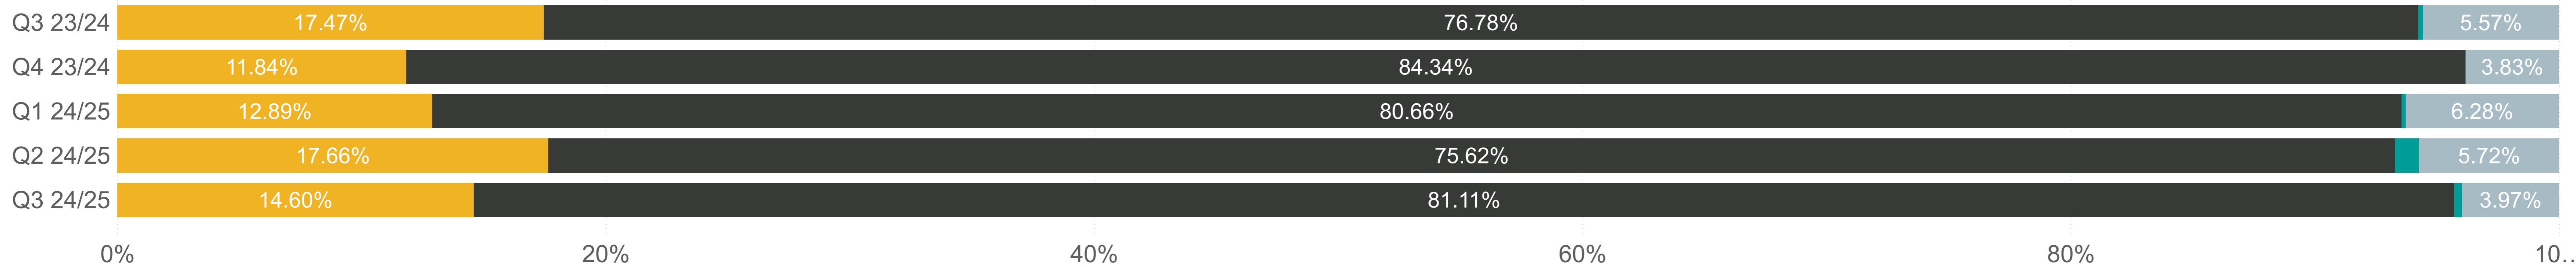 Q3 23/24 17.47% 76.78% 5.57%
Q4 23/24 11.84% 84.34% 3.83%
Q1 24/25 12.89% 80.66% 6.28%
Q2 24/25 17.66% 75.62% 5.72%
Q3 24/25 14.60% 81.11% 3.97%
0% 20% 40% 60% 80% 10…